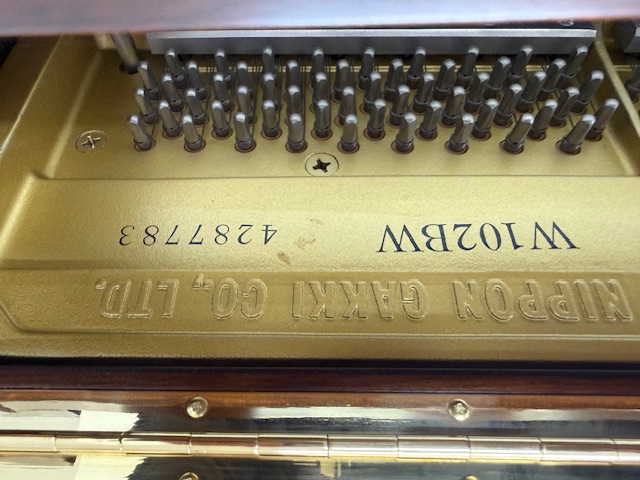 NIPPON GAKKI CO., LTD.
W102BW 4287783